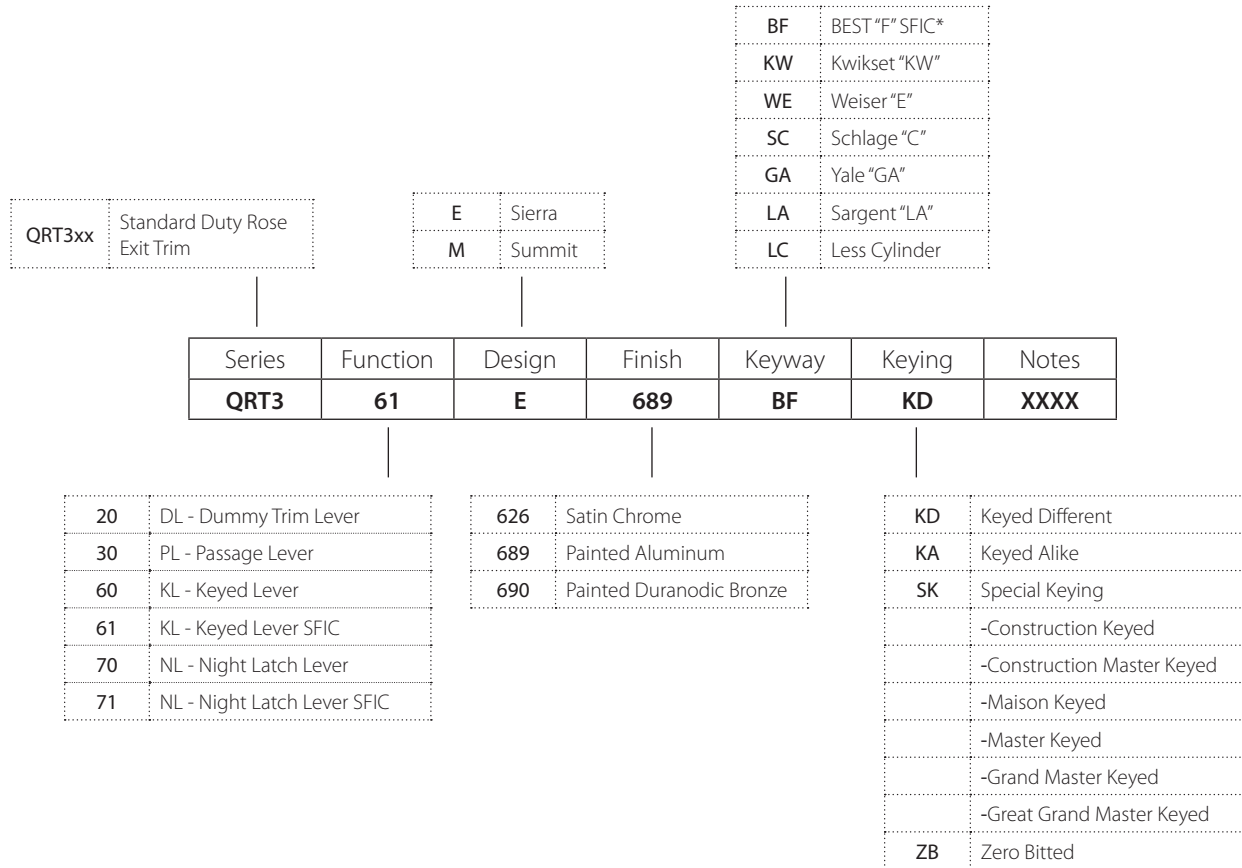 BF BEST “F” SFIC*
KW Kwikset “KW”
WE Weiser “E”
SC Schlage “C”
GA Yale “GA”
LA Sargent “LA”
LC Less Cylinder
QRT3xx Standard Duty Rose
Exit Trim
E Sierra
M Summit
Series Function Design Finish Keyway Keying Notes
QRT3 61 E 689 BF KD XXXX
20 DL - Dummy Trim Lever
30 PL - Passage Lever
60 KL - Keyed Lever
61 KL - Keyed Lever SFIC
70 NL - Night Latch Lever
71 NL - Night Latch Lever SFIC
626 Satin Chrome
689 Painted Aluminum
690 Painted Duranodic Bronze
KD Keyed Different
KA Keyed Alike
SK Special Keying
-Construction Keyed
-Construction Master Keyed
-Maison Keyed
-Master Keyed
-Grand Master Keyed
-Great Grand Master Keyed
ZB Zero Bitted